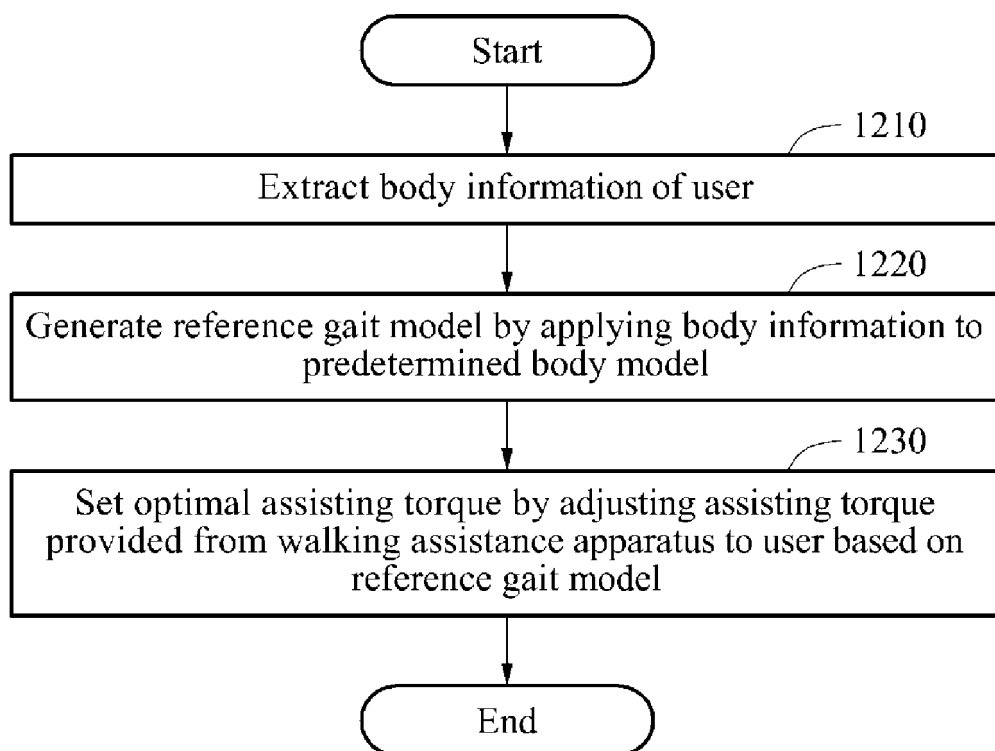 Start
1210
Extract body information of user
1220
Generate reference gait model by applying body information to
predetermined body model
1230
Set optimal assisting torque by adjusting assisting torque
provided from walking assistance apparatus to user based on
reference gait model
End